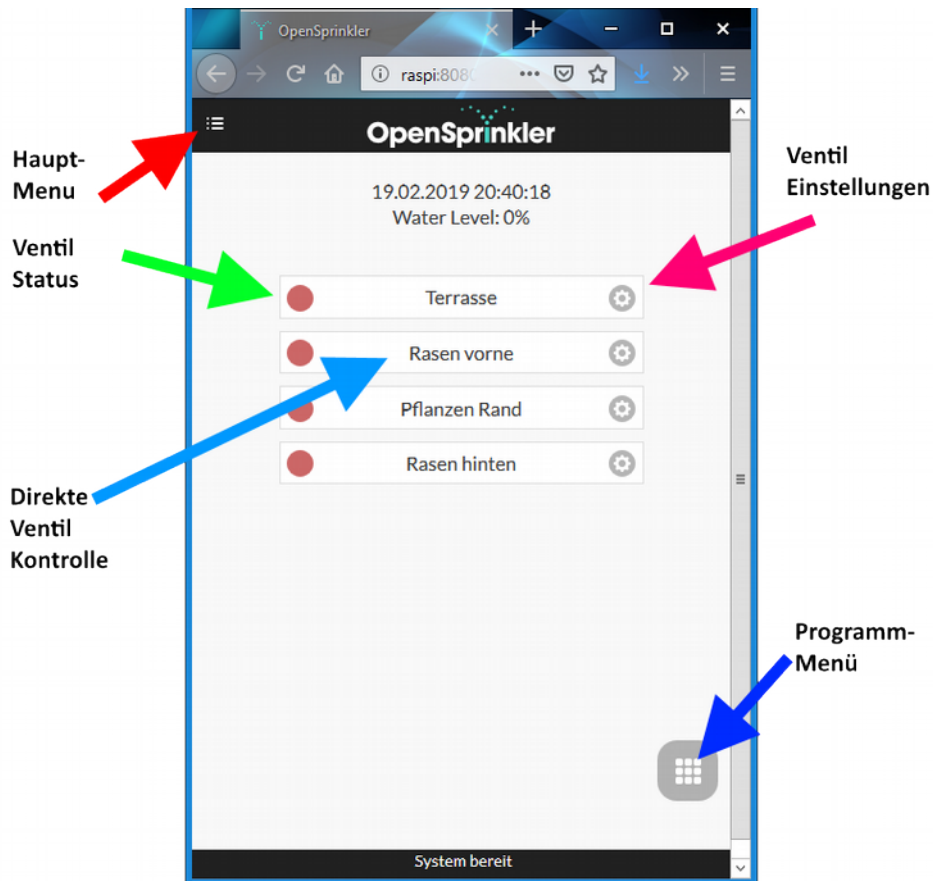 OpenSprinkler
raspi:8080
OpenSprinkler
Haupt-
Menu
Ventil
Einstellungen
19.02.2019 20:40:18
Water Level: 0%
Ventil
Status
Terrasse
Rasen vorne
Pflanzen Rand
Rasen hinten
Direkte
Ventil
Kontrolle
Programm-
Menü
System bereit